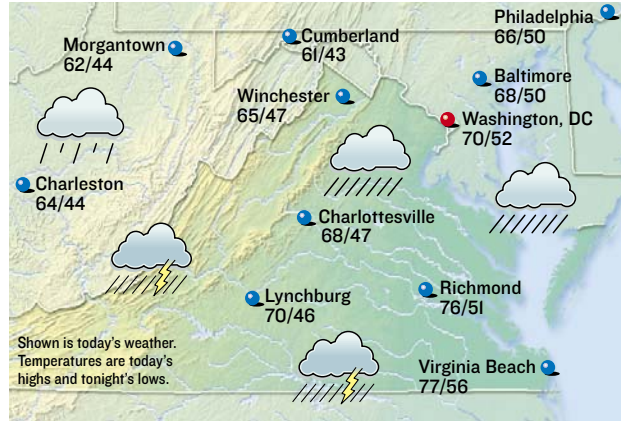 Philadelphia
66/50
Cumberland
61/43
Morgantown
62/44
Baltimore
68/50
Winchester
65/47
Washington, DC
70/52
Charleston
64/44
Charlottesville
68/47
Richmond
76/51
Lynchburg
70/46
Shown is today's weather.
Temperatures are today's
highs and tonight's lows.
Virginia Beach
77/56